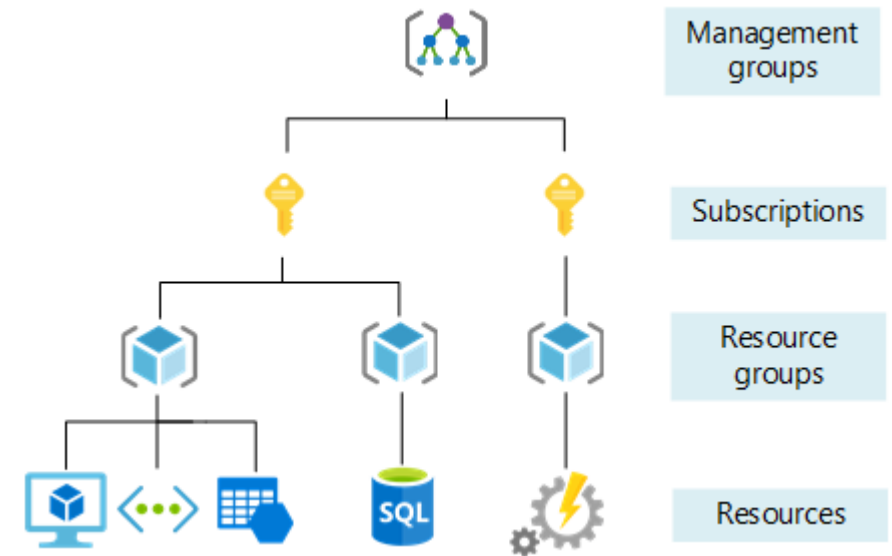 Management
groups
Subscriptions
Resource
groups
SQL
Resources